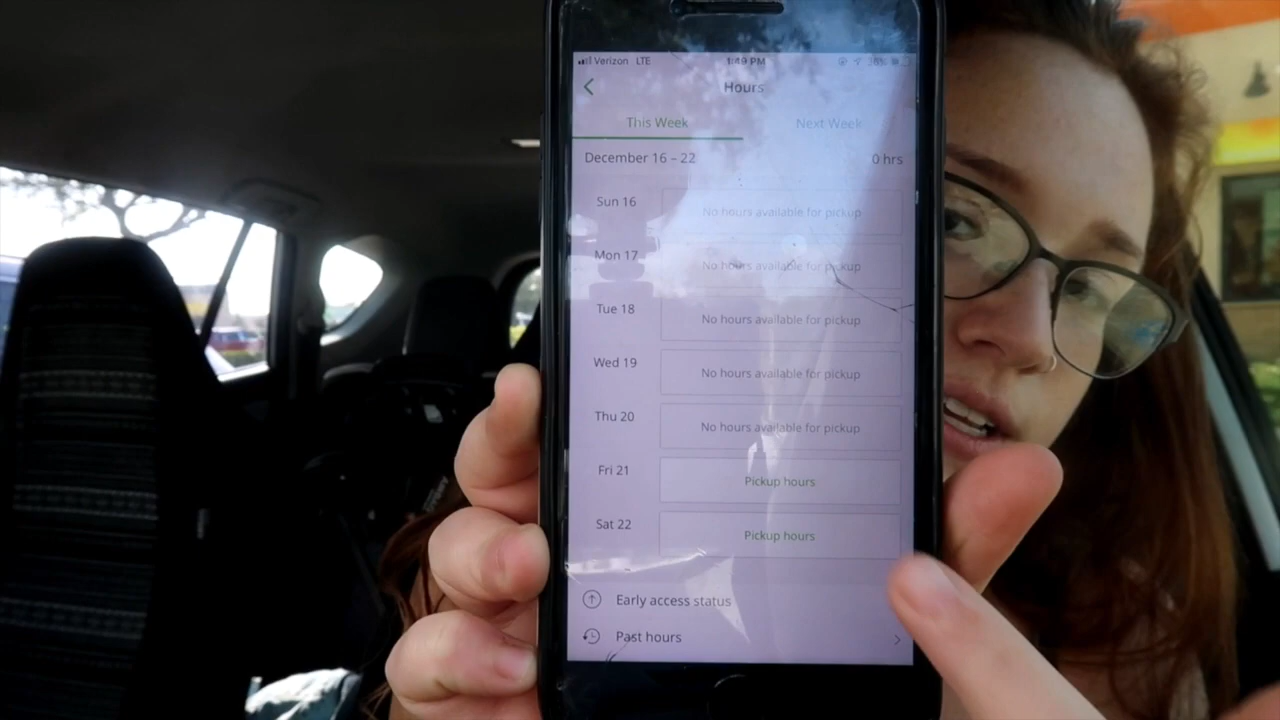 Verizon LTE 1:49 PM 36%
Hours
This Week Next Week
December 16 – 22 0 hrs
Sun 16 No hours available for pickup
Mon 17 No hours available for pickup
Tue 18 No hours available for pickup
Wed 19 No hours available for pickup
Thu 20 No hours available for pickup
Fri 21 Pickup hours
Sat 22 Pickup hours
Early access status
Past hours